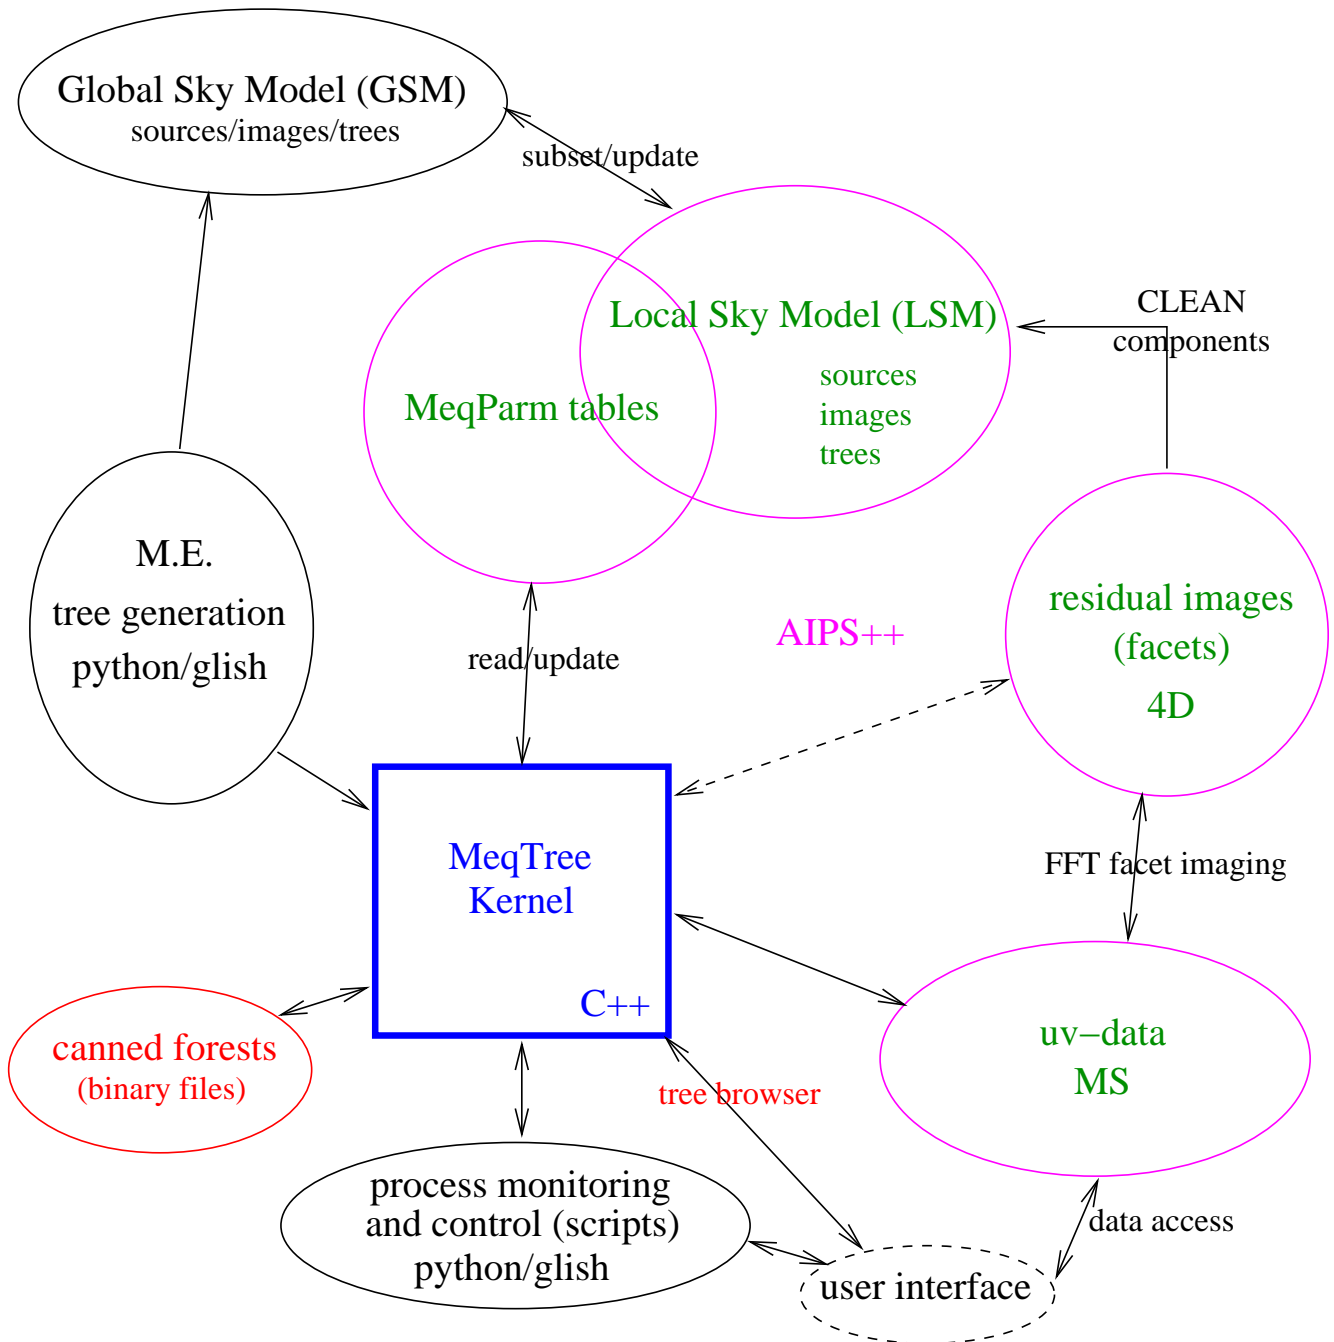 Global Sky Model (GSM)
sources/images/trees
subset/update
Local Sky Model (LSM)
sources
images
trees
CLEAN
components
MeqParm tables
M.E.
tree generation
python/glish
read/update
AIPS++
residual images
(facets)
4D
MeqTree
Kernel
C++
FFT facet imaging
uv−data
MS
canned forests
(binary files)
tree browser
process monitoring
and control (scripts)
python/glish
data access
user interface